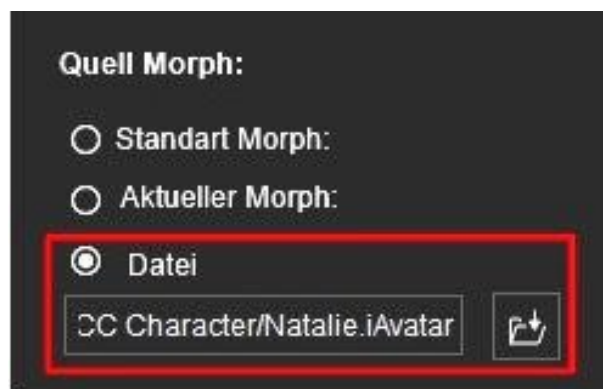 Quell Morph:
Standart Morph:
Aktueller Morph:
Datei
CC Character/Natalie.iAvatar